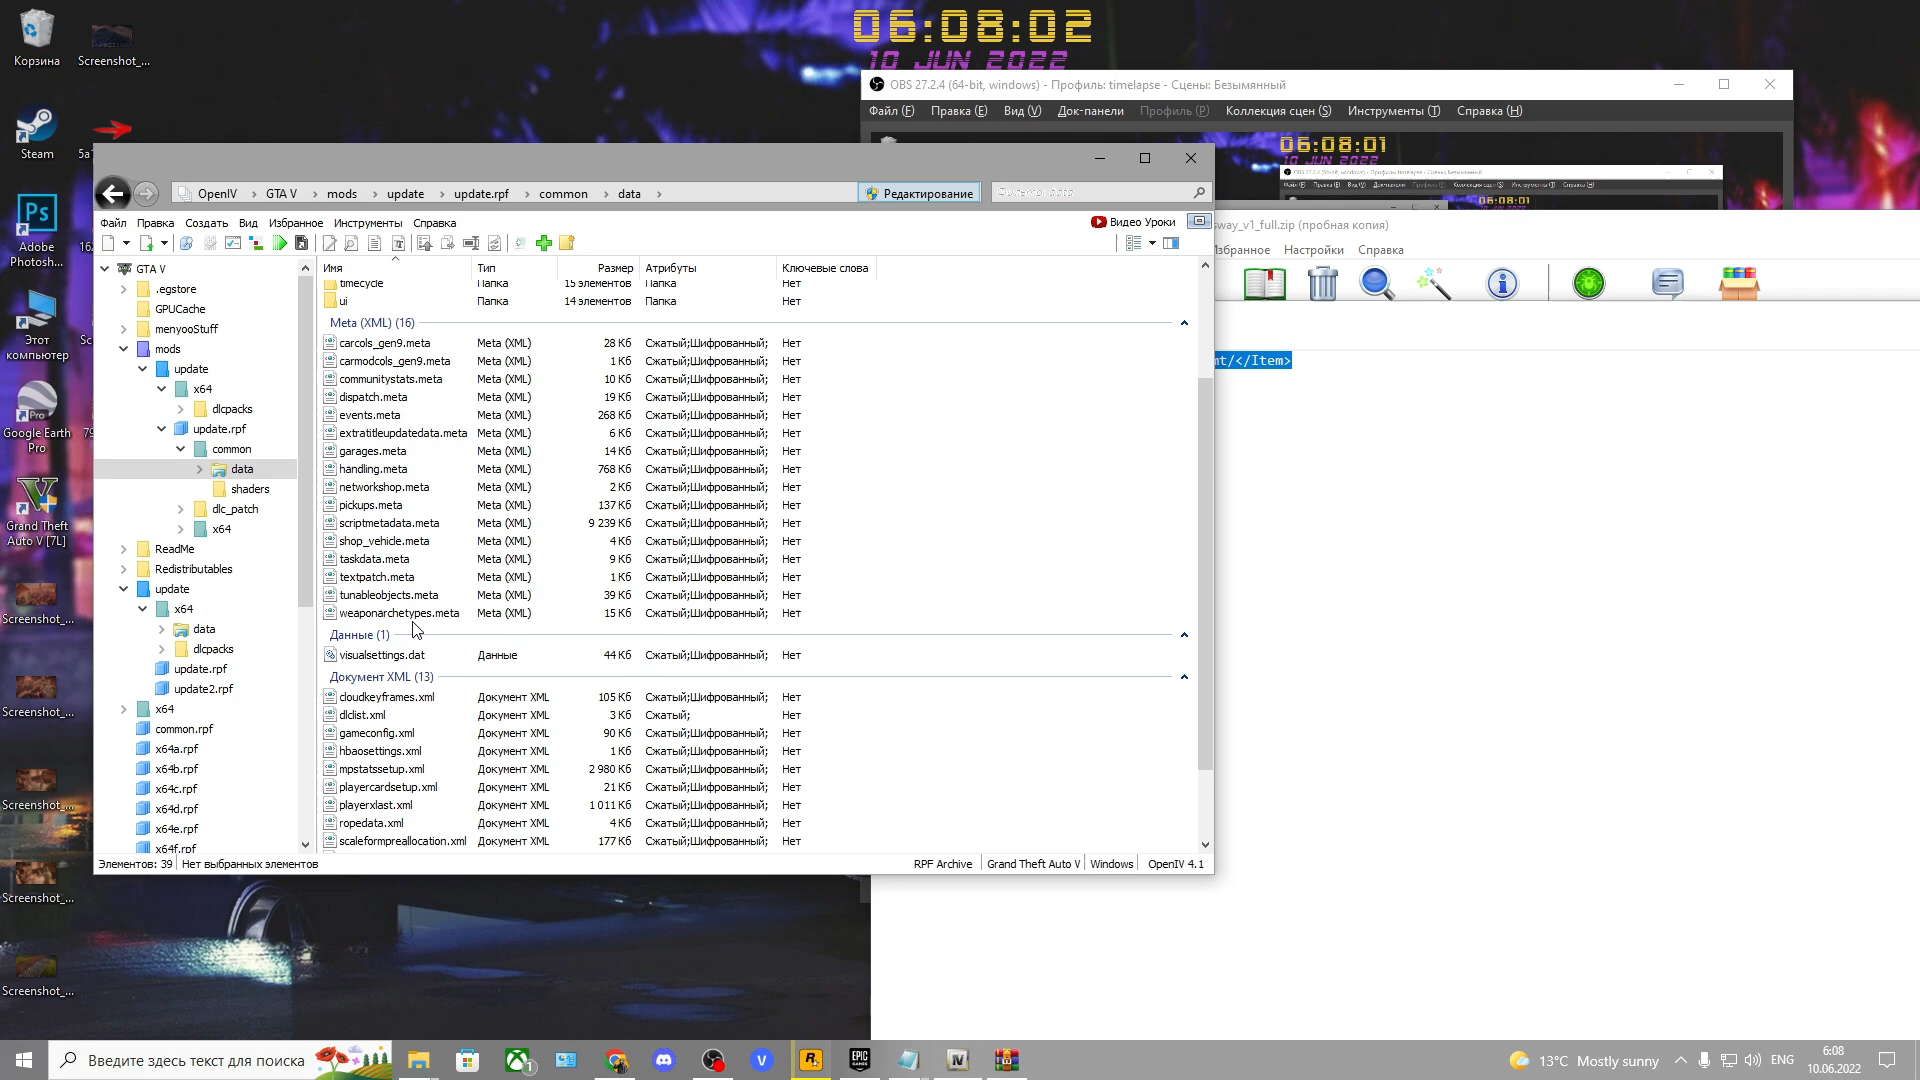 06:08:02
10 JUN 2022
Корзина
Screenshot_...
Steam
Adobe
Photosh...
Этот
компьютер
Google Earth
Pro
Grand Theft
Auto V [7L]
Screenshot_...
Screenshot_...
Screenshot_...
Screenshot_...
Screenshot_...
OBS 27.2.4 (64-bit, windows) - Профиль: timelapse - Сцены: Безымянный
Файл (F) Правка (E) Вид (V) Док-панели Профиль (P) Коллекция сцен (S) Инструменты (T) Справка (H)
06:08:01
10 JUN 2022
sway_v1_full.zip (пробная копия)
Избранное Настройки Справка
nt/</Item>
OpenIV GTA V mods update update.rpf common data
Редактирование
Файл Правка Создать Вид Избранное Инструменты Справка
Видео Уроки
GTA V
.egstore
GPUCache
menyooStuff
mods
update
x64
dlcpacks
update.rpf
common
data
shaders
dlc_patch
x64
ReadMe
Redistributables
update
x64
data
dlcpacks
update.rpf
update2.rpf
x64
common.rpf
x64a.rpf
x64b.rpf
x64c.rpf
x64d.rpf
x64e.rpf
x64f.rpf
Имя Тип Размер Атрибуты Ключевые слова
timecycle Папка 15 элементов Папка Нет
ui Папка 14 элементов Папка Нет
Meta (XML) (16)
carcols_gen9.meta Meta (XML) 28 Кб Сжатый;Шифрованный; Нет
carmodcols_gen9.meta Meta (XML) 1 Кб Сжатый;Шифрованный; Нет
communitystats.meta Meta (XML) 10 Кб Сжатый;Шифрованный; Нет
dispatch.meta Meta (XML) 19 Кб Сжатый;Шифрованный; Нет
events.meta Meta (XML) 268 Кб Сжатый;Шифрованный; Нет
extratitleupdatedata.meta Meta (XML) 6 Кб Сжатый;Шифрованный; Нет
garages.meta Meta (XML) 14 Кб Сжатый;Шифрованный; Нет
handling.meta Meta (XML) 768 Кб Сжатый;Шифрованный; Нет
networkshop.meta Meta (XML) 2 Кб Сжатый;Шифрованный; Нет
pickups.meta Meta (XML) 137 Кб Сжатый;Шифрованный; Нет
scriptmetadata.meta Meta (XML) 9 239 Кб Сжатый;Шифрованный; Нет
shop_vehicle.meta Meta (XML) 4 Кб Сжатый;Шифрованный; Нет
taskdata.meta Meta (XML) 9 Кб Сжатый;Шифрованный; Нет
textpatch.meta Meta (XML) 1 Кб Сжатый;Шифрованный; Нет
tunableobjects.meta Meta (XML) 39 Кб Сжатый;Шифрованный; Нет
weaponarchetypes.meta Meta (XML) 15 Кб Сжатый;Шифрованный; Нет
Данные (1)
visualsettings.dat Данные 44 Кб Сжатый;Шифрованный; Нет
Документ XML (13)
cloudkeyframes.xml Документ XML 105 Кб Сжатый;Шифрованный; Нет
dlclist.xml Документ XML 3 Кб Сжатый; Нет
gameconfig.xml Документ XML 90 Кб Сжатый;Шифрованный; Нет
hbaosettings.xml Документ XML 1 Кб Сжатый;Шифрованный; Нет
mpstatssetup.xml Документ XML 2 980 Кб Сжатый;Шифрованный; Нет
playercardsetup.xml Документ XML 21 Кб Сжатый;Шифрованный; Нет
playerxlast.xml Документ XML 1 011 Кб Сжатый;Шифрованный; Нет
ropedata.xml Документ XML 4 Кб Сжатый;Шифрованный; Нет
scaleformpreallocation.xml Документ XML 177 Кб Сжатый;Шифрованный; Нет
Элементов: 39 Нет выбранных элементов RPF Archive Grand Theft Auto V Windows OpenIV 4.1
Введите здесь текст для поиска
13°C Mostly sunny ENG
6:08
10.06.2022